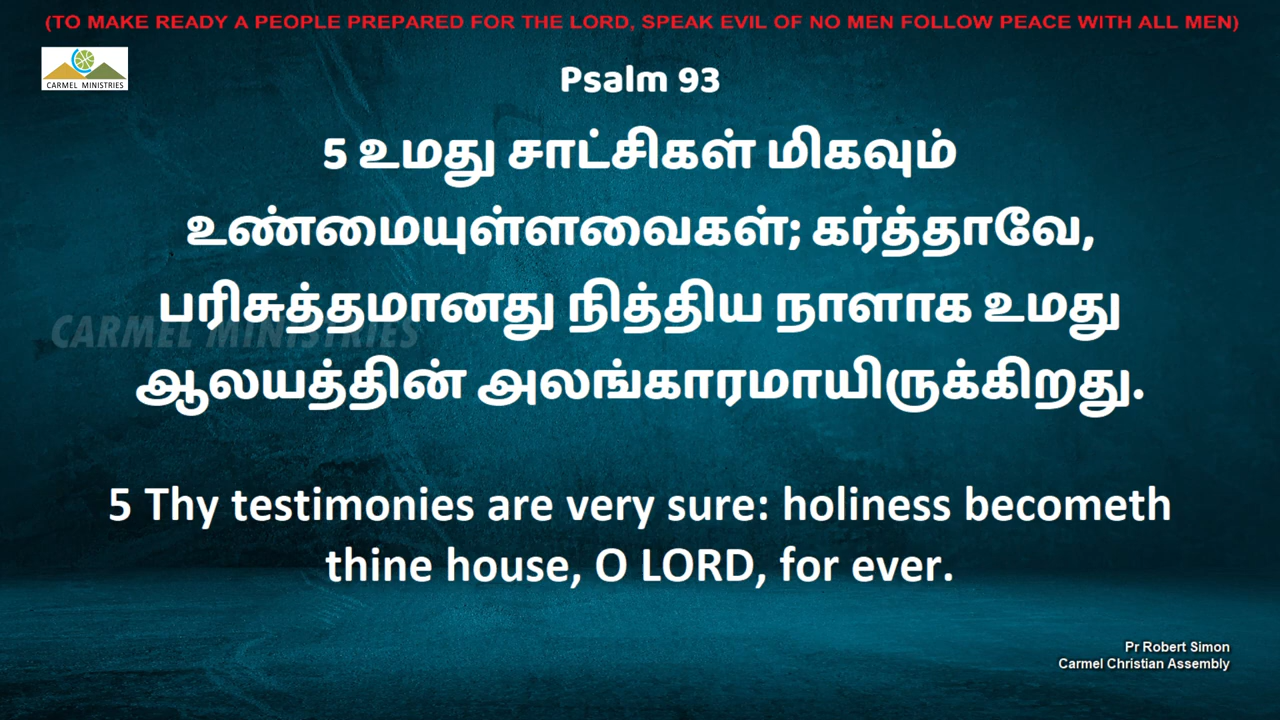 (TO MAKE READY A PEOPLE PREPARED FOR THE LORD, SPEAK EVIL OF NO MEN FOLLOW PEACE WITH ALL MEN)
CARMEL MINISTRIES
Psalm 93
5 உமது சாட்சிகள் மிகவும்
உண்மையுள்ளவைகள்; கர்த்தாவே,
பரிசுத்தமானது நித்திய நாளாக உமது
CARMEL MINISTRIES
ஆலயத்தின் அலங்காரமாயிருக்கிறது.
5 Thy testimonies are very sure: holiness becometh
thine house, O LORD, for ever.
Pr Robert Simon
Carmel Christian Assembly